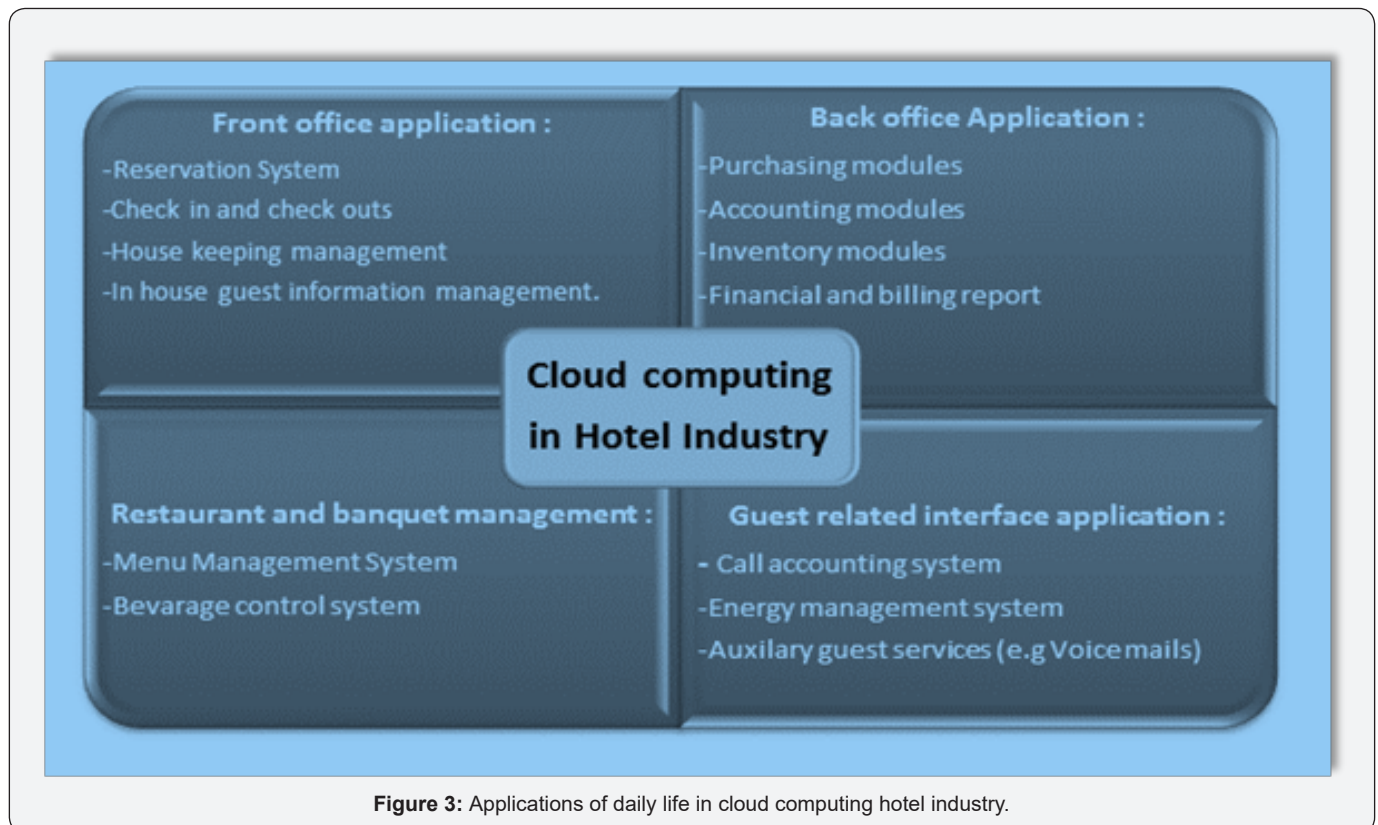 Front office application :
-Reservation System
-Check in and check outs
-House keeping management
-In house guest information management.
Back office Application :
-Purchasing modules
-Accounting modules
-Inventory modules
-Financial and billing report
Cloud computing
in Hotel Industry
Restaurant and banquet management :
-Menu Management System
-Bevarage control system
Guest related interface application :
- Call accounting system
-Energy management system
-Auxilary guest services (e.g Voice mails)
Figure 3: Applications of daily life in cloud computing hotel industry.